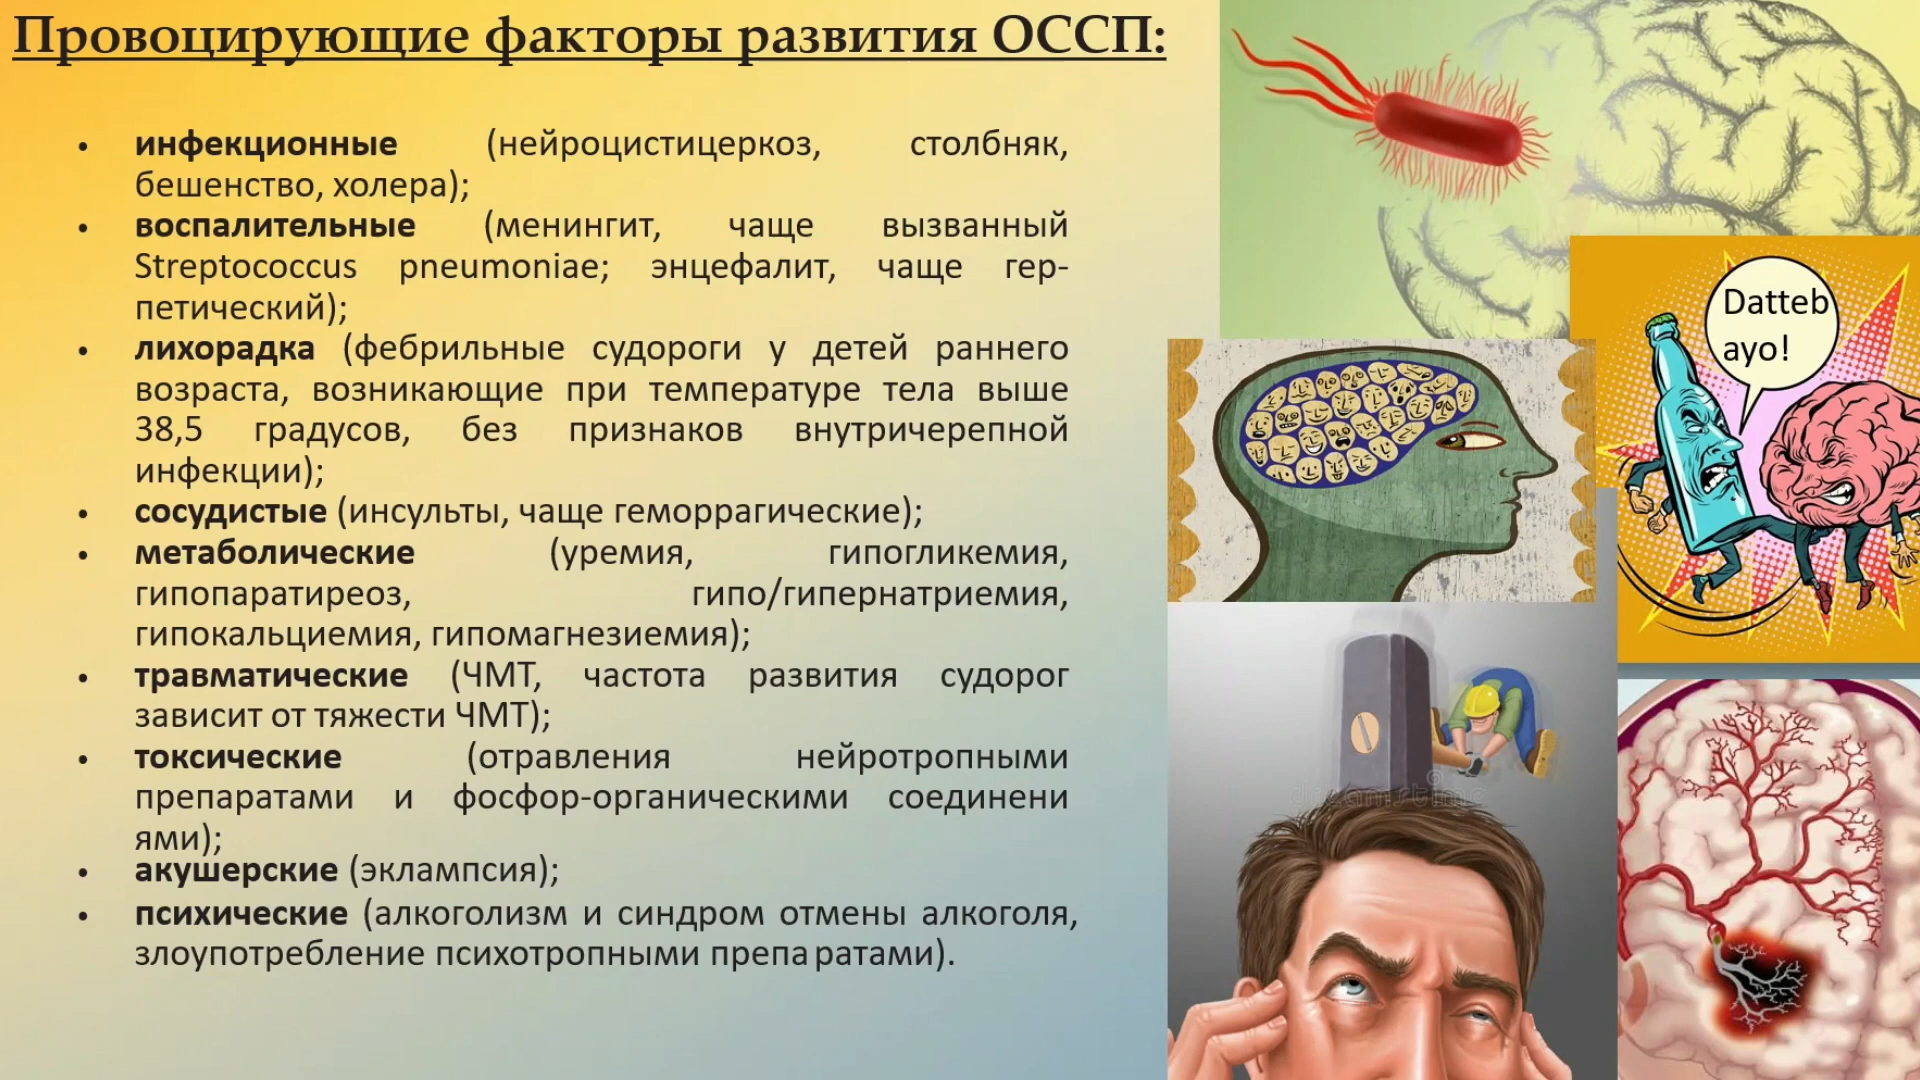 Провоцирующие факторы развития ОССП:
• инфекционные (нейроцистицеркоз, столбняк,
бешенство, холера);
• воспалительные (менингит, чаще вызванный
Streptococcus pneumoniae; энцефалит, чаще гер-
петический);
• лихорадка (фебрильные судороги у детей раннего
возраста, возникающие при температуре тела выше
38,5 градусов, без признаков внутричерепной
инфекции);
• сосудистые (инсульты, чаще геморрагические);
• метаболические (уремия, гипогликемия,
гипопаратиреоз, гипо/гипернатриемия,
гипокальциемия, гипомагнезиемия);
• травматические (ЧМТ, частота развития судорог
зависит от тяжести ЧМТ);
• токсические (отравления нейротропными
препаратами и фосфор-органическими соединени
ями);
• акушерские (эклампсия);
• психические (алкоголизм и синдром отмены алкоголя,
злоупотребление психотропными препа ратами).
Datteb
ayo!
dreamstime